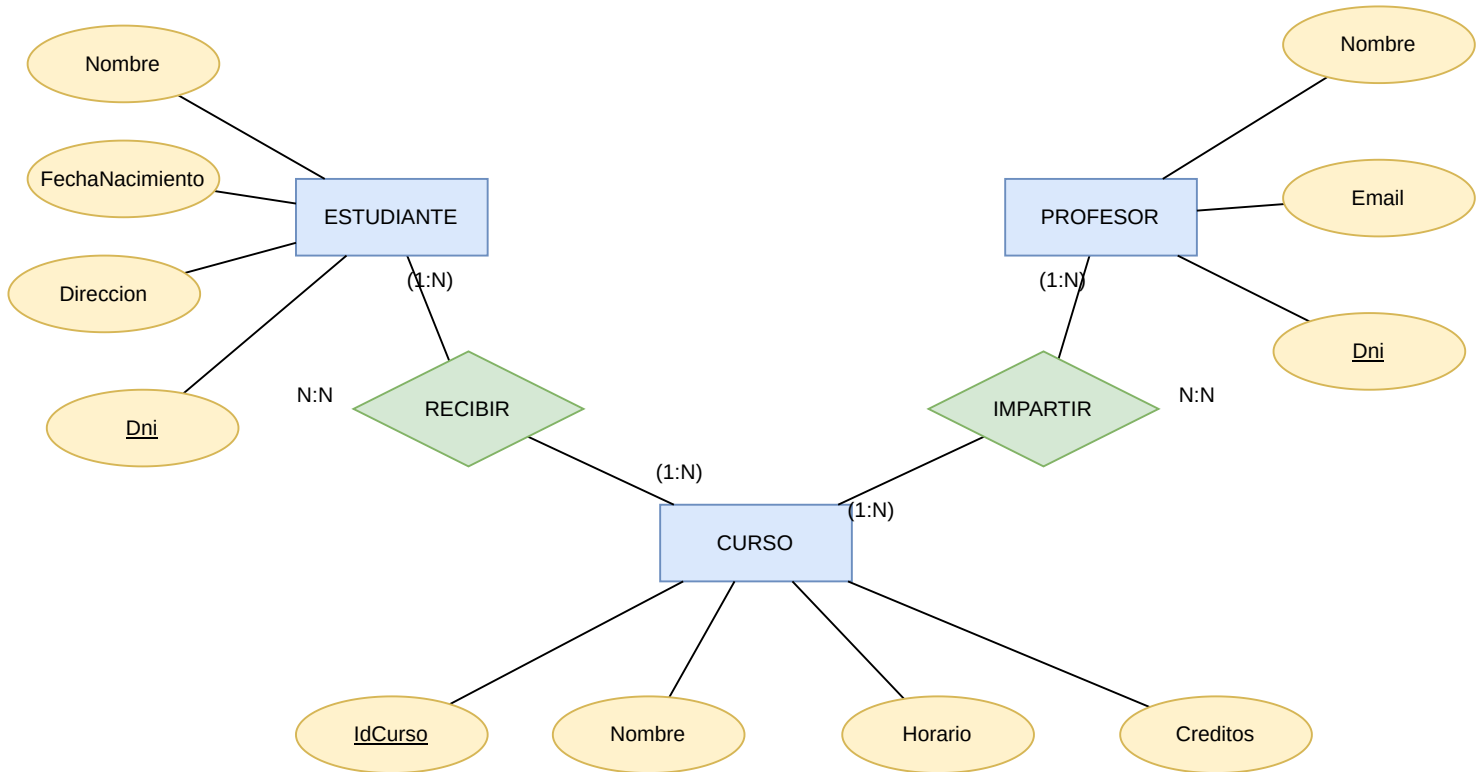 Nombre
Nombre
FechaNacimiento
Email
ESTUDIANTE
PROFESOR
(1:N)
(1:N)
Direccion
Dni
N:N
RECIBIR
IMPARTIR
N:N
Dni
(1:N)
(1:N)
CURSO
IdCurso
Nombre
Horario
Creditos